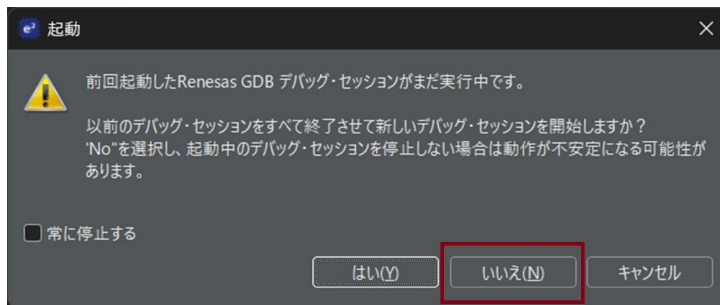 e² 起動
前回起動したRenesas GDB デバッグ・セッションがまだ実行中です。
以前のデバッグ・セッションをすべて終了させて新しいデバッグ・セッションを開始しますか？
'No"を選択し、起動中のデバッグ・セッションを停止しない場合は動作が不安定になる可能性が
あります。
常に停止する
はい(Y) いいえ(N) キャンセル